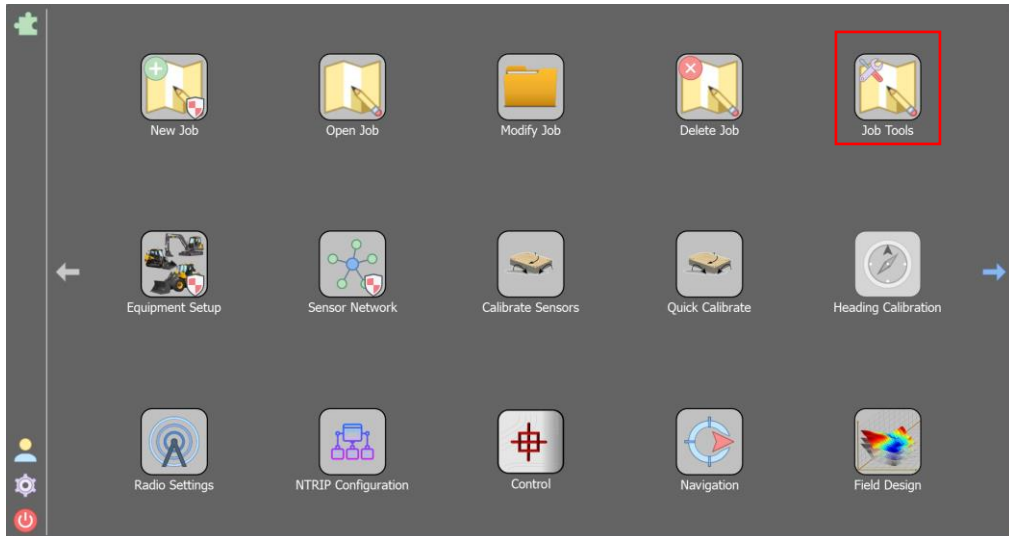 New Job
Open Job
Modify Job
Delete Job
Job Tools
Equipment Setup
Sensor Network
Calibrate Sensors
Quick Calibrate
Heading Calibration
Radio Settings
NTRIP Configuration
Control
Navigation
Field Design